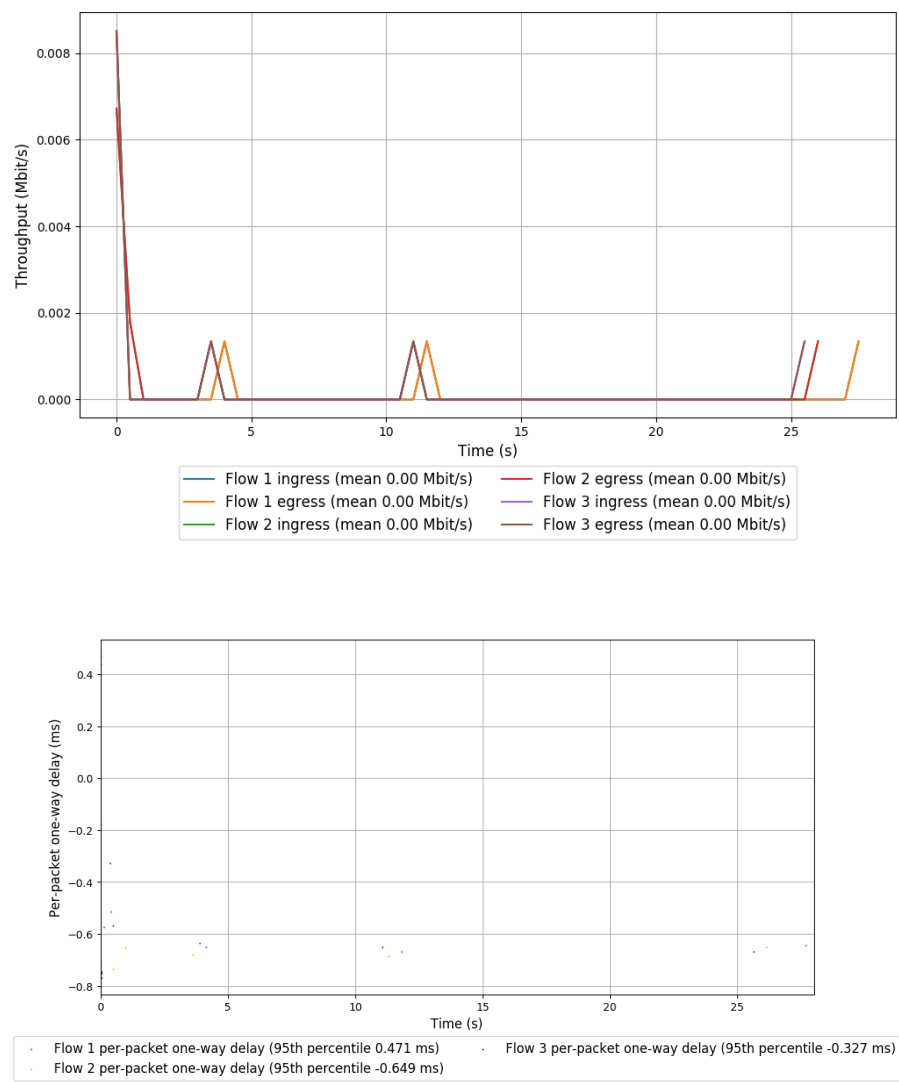 0.008
0.006
0.004
0.002
0.000
Throughput (Mbit/s)
0 5 10 15 20 25
Time (s)
Flow 1 ingress (mean 0.00 Mbit/s) Flow 2 egress (mean 0.00 Mbit/s)
Flow 1 egress (mean 0.00 Mbit/s) Flow 3 ingress (mean 0.00 Mbit/s)
Flow 2 ingress (mean 0.00 Mbit/s) Flow 3 egress (mean 0.00 Mbit/s)
0.4
0.2
0.0
−0.2
−0.4
−0.6
−0.8
Per-packet one-way delay (ms)
0 5 10 15 20 25
Time (s)
Flow 1 per-packet one-way delay (95th percentile 0.471 ms) Flow 3 per-packet one-way delay (95th percentile -0.327 ms)
Flow 2 per-packet one-way delay (95th percentile -0.649 ms)